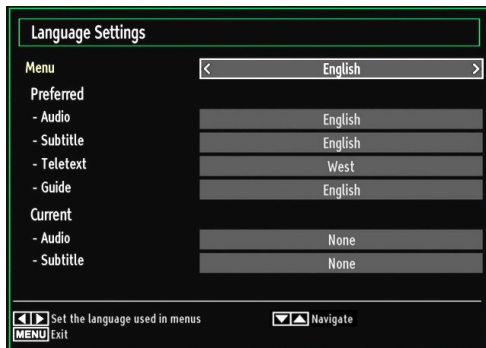 Language Settings
Menu < English >
Preferred
- Audio English
- Subtitle English
- Teletext West
- Guide English
Current
- Audio None
- Subtitle None
Set the language used in menus Navigate
MENU Exit